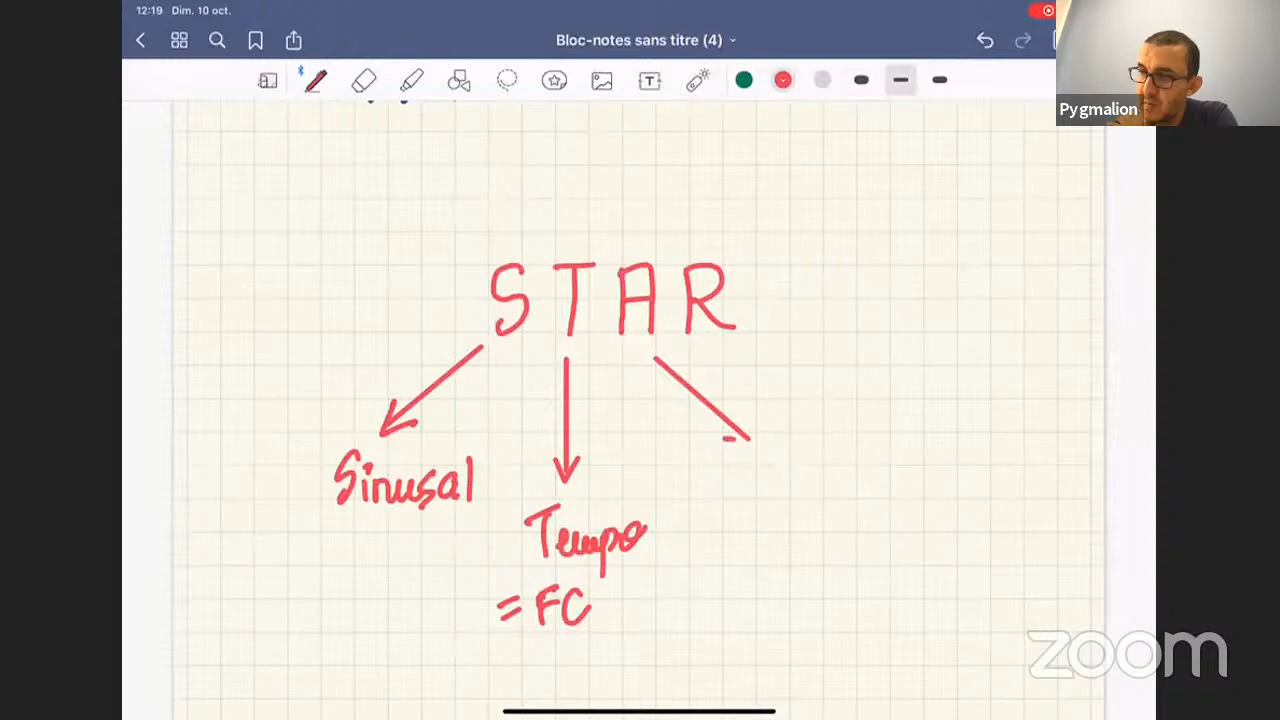 12:19 Dim. 10 oct.
Bloc-notes sans titre (4)
Pygmalion
STAR
Sinusal
Tempo
= FC
zoom